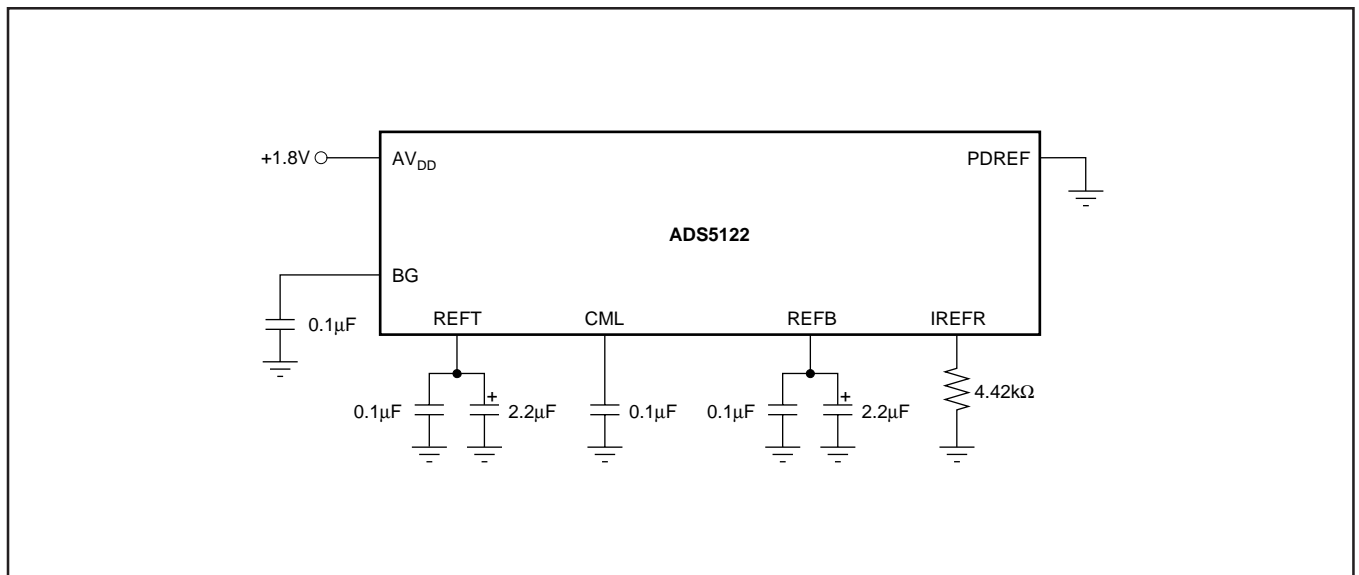 +1.8V
AVDD
PDREF
ADS5122
BG
0.1μF
REFT
CML
REFB
IREFR
0.1μF
+
2.2μF
0.1μF
0.1μF
+
2.2μF
4.42kΩ